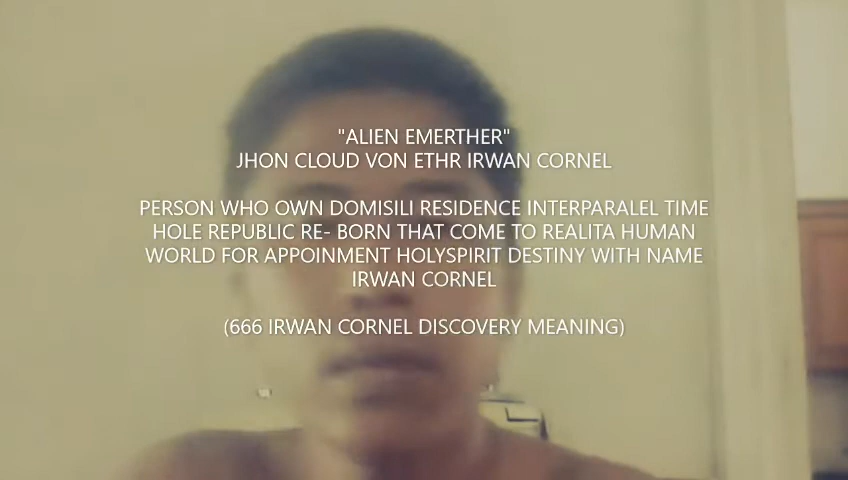 "ALIEN EMERTHER"
JHON CLOUD VON ETHR IRWAN CORNEL
PERSON WHO OWN DOMISILI RESIDENCE INTERPARALEL TIME
HOLE REPUBLIC RE- BORN THAT COME TO REALITA HUMAN
WORLD FOR APPOINMENT HOLYSPIRIT DESTINY WITH NAME
IRWAN CORNEL
(666 IRWAN CORNEL DISCOVERY MEANING)